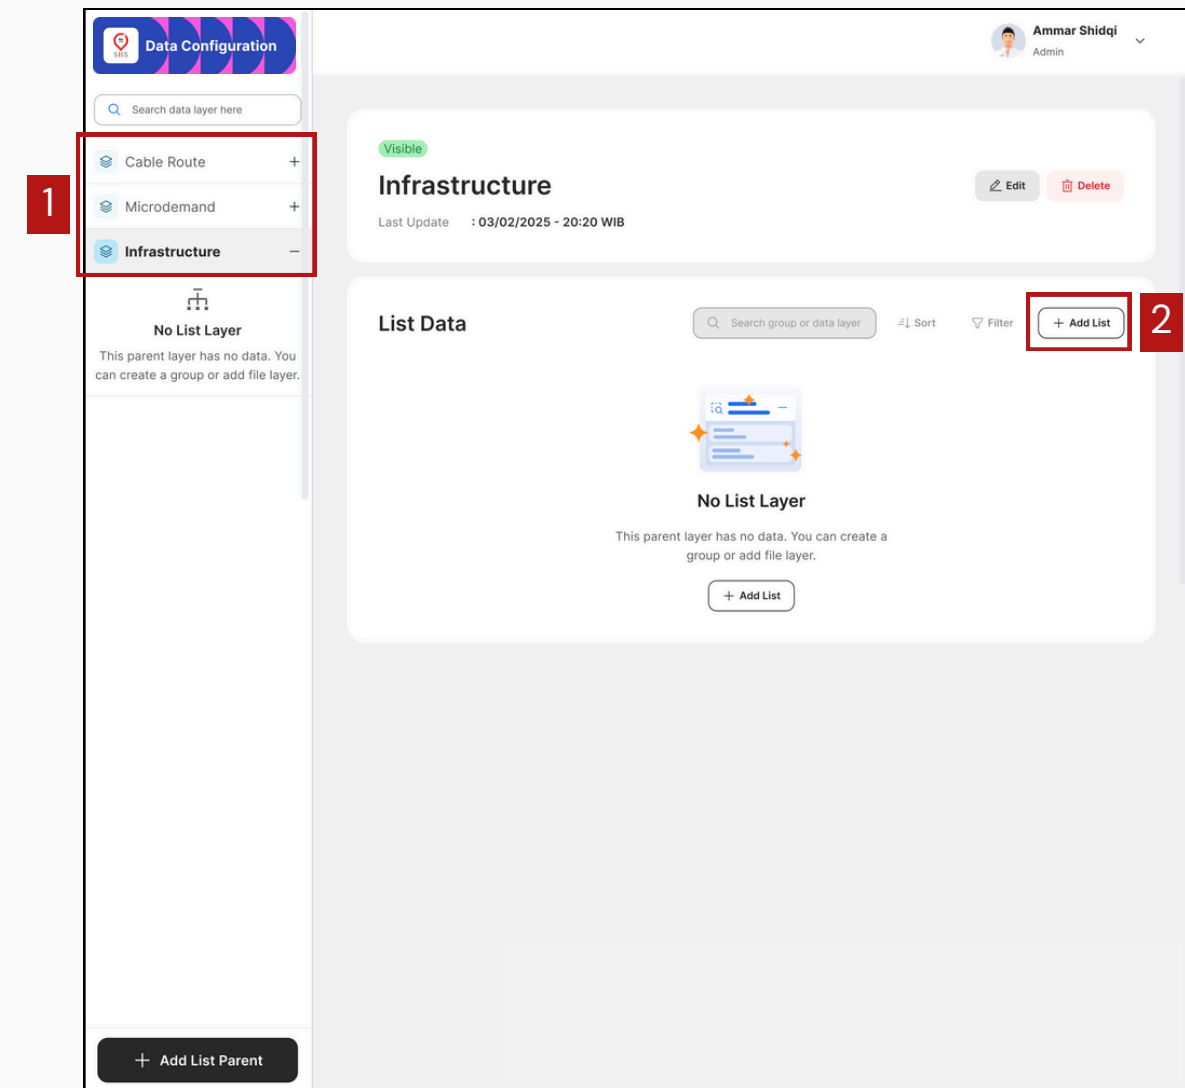 SIIS
Data Configuration
Ammar Shidqi
Admin
Search data layer here
1
Cable Route
Microdemand
Infrastructure
No List Layer
This parent layer has no data. You
can create a group or add file layer.
Visible
Infrastructure
Edit
Delete
Last Update : 03/02/2025 - 20:20 WIB
List Data
Search group or data layer
Sort
Filter
+ Add List
2
No List Layer
This parent layer has no data. You can create a
group or add file layer.
+ Add List
+ Add List Parent